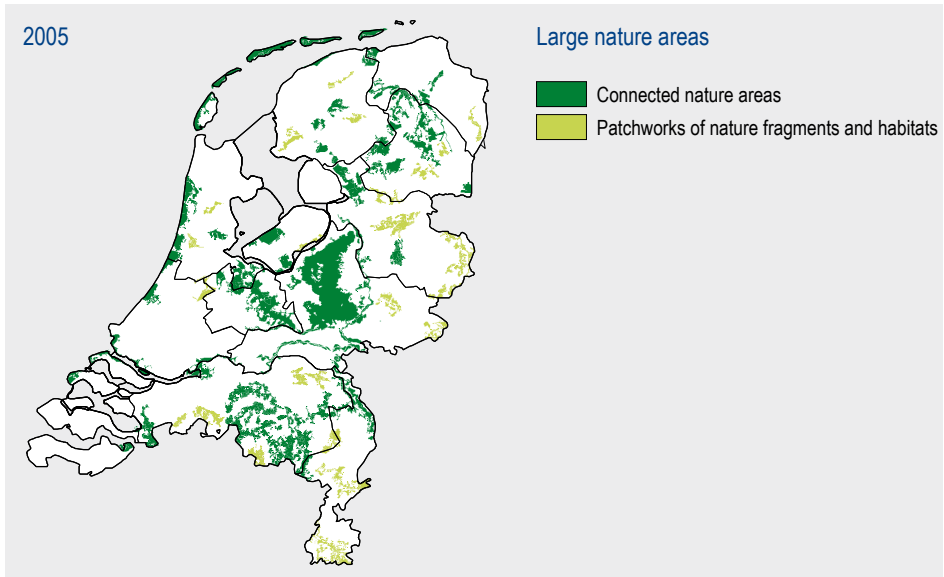 2005
Large nature areas
Connected nature areas
Patchworks of nature fragments and habitats